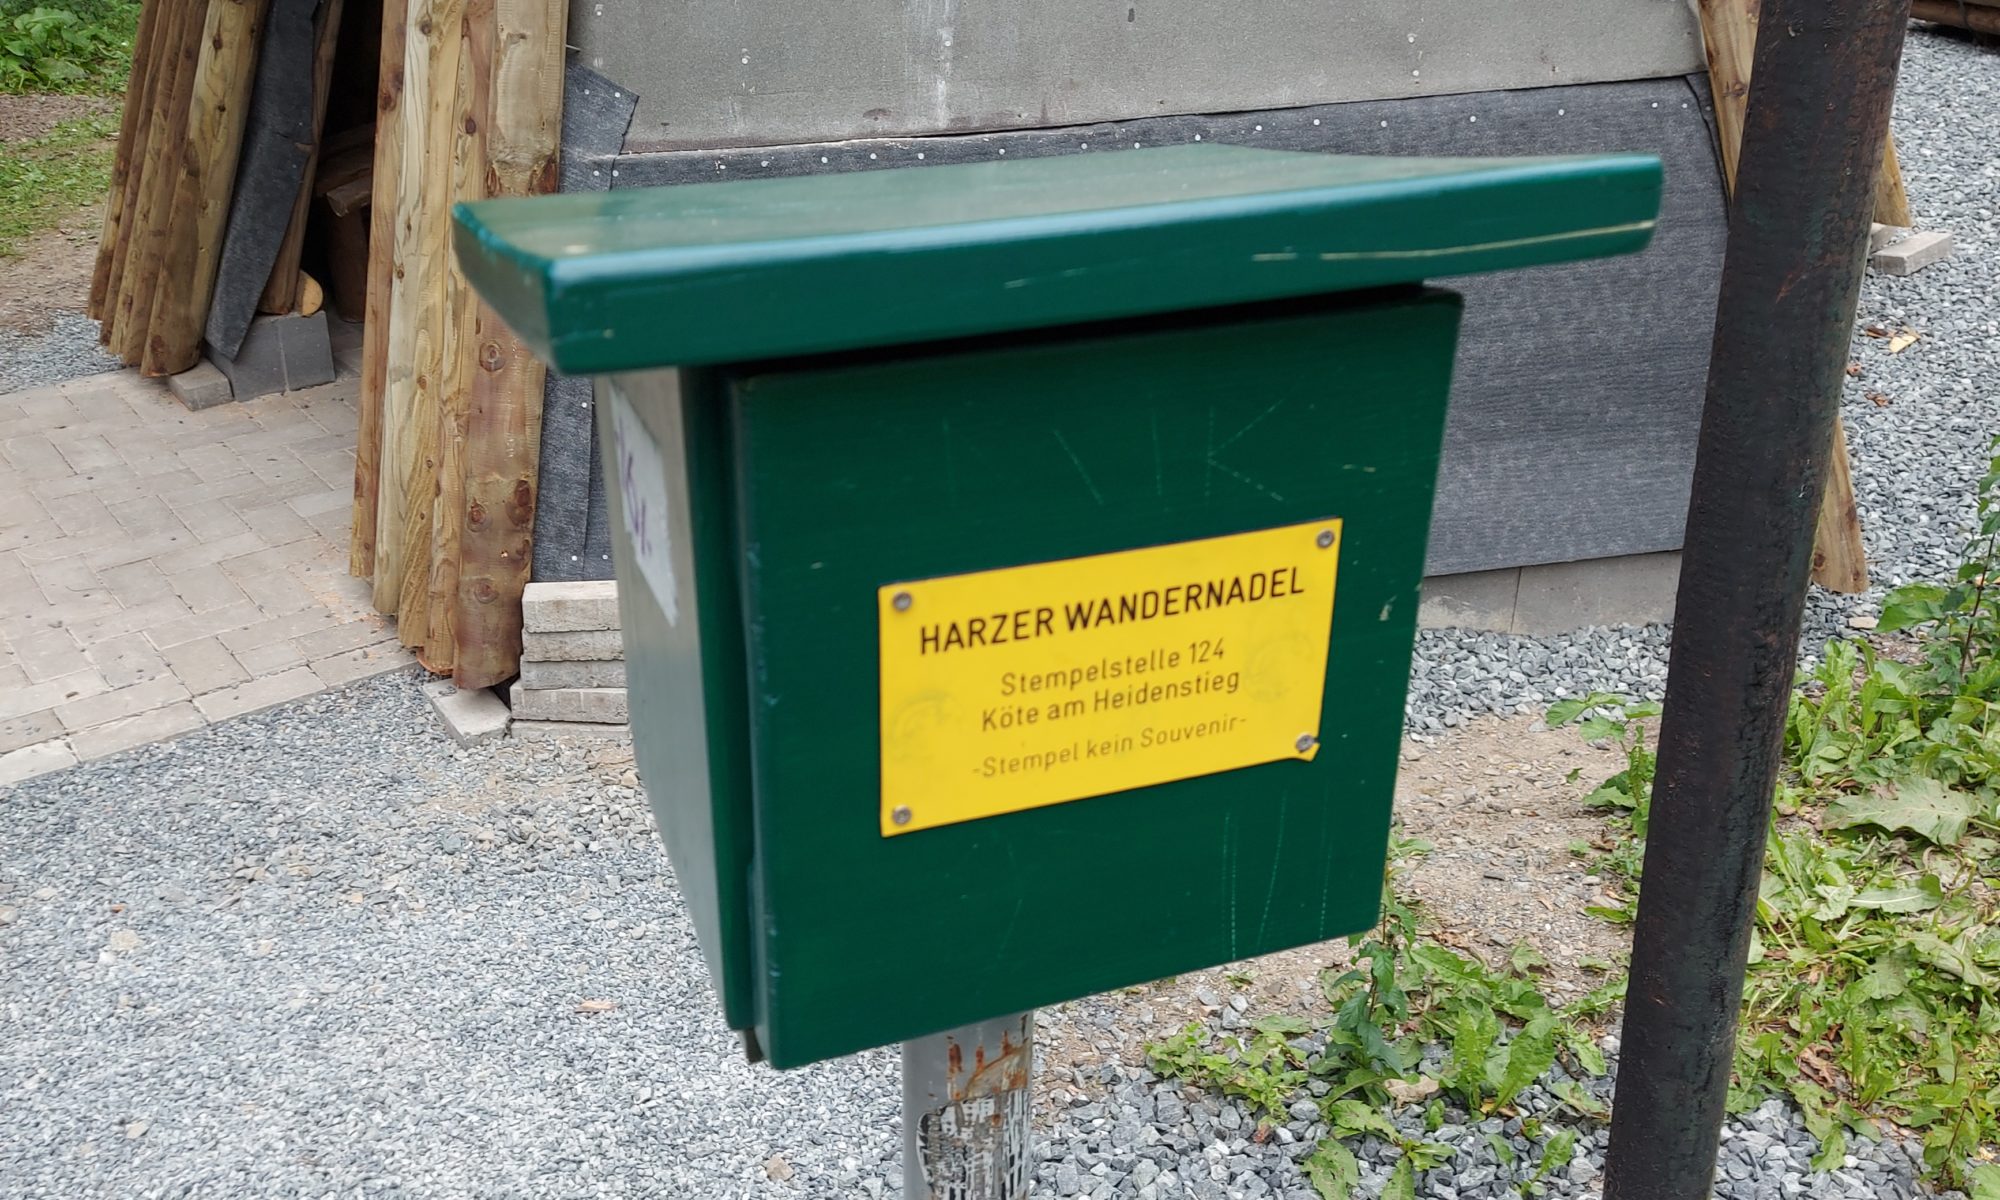 HARZER WANDERNADEL
Stempelstelle 124
Köte am Heidenstieg
-Stempel kein Souvenir-